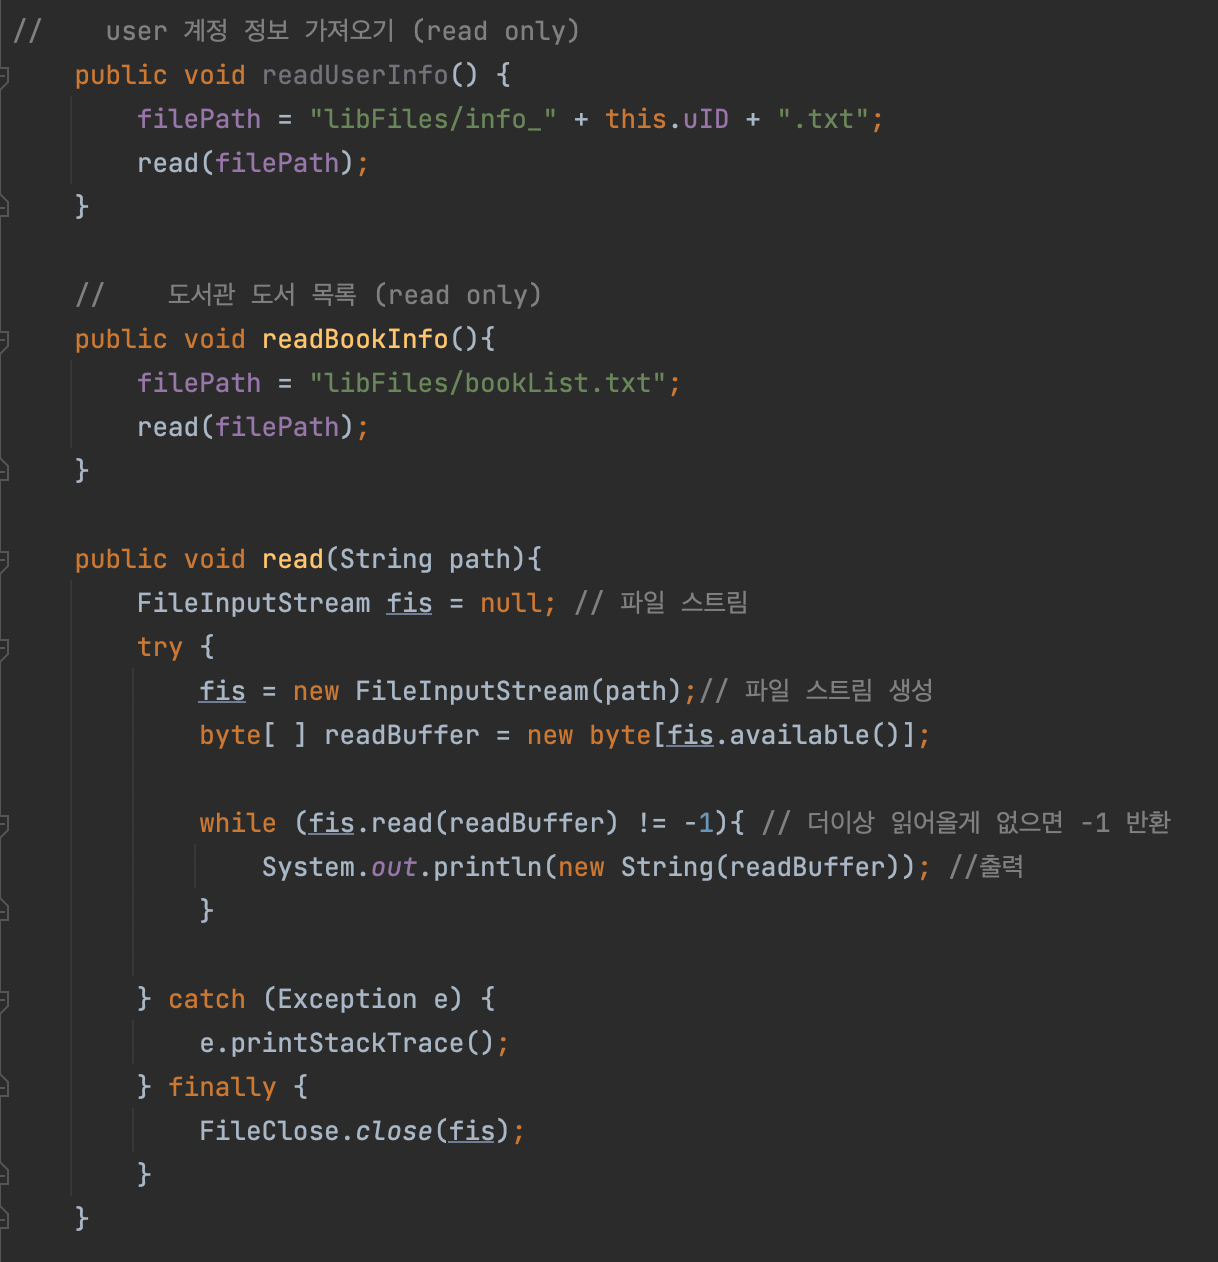 //    user 계정 정보 가져오기 (read only)
    public void readUserInfo() {
        filePath = "libFiles/info_" + this.uID + ".txt";
        read(filePath);
    }
    //    도서관 도서 목록 (read only)
    public void readBookInfo(){
        filePath = "libFiles/bookList.txt";
        read(filePath);
    }
    public void read(String path){
        FileInputStream fis = null; // 파일 스트림
        try {
            fis = new FileInputStream(path);// 파일 스트림 생성
            byte[ ] readBuffer = new byte[fis.available()];
            while (fis.read(readBuffer) != -1){ // 더이상 읽어올게 없으면 -1 반환
                System.out.println(new String(readBuffer)); //출력
            }
        } catch (Exception e) {
            e.printStackTrace();
        } finally {
            FileClose.close(fis);
        }
    }